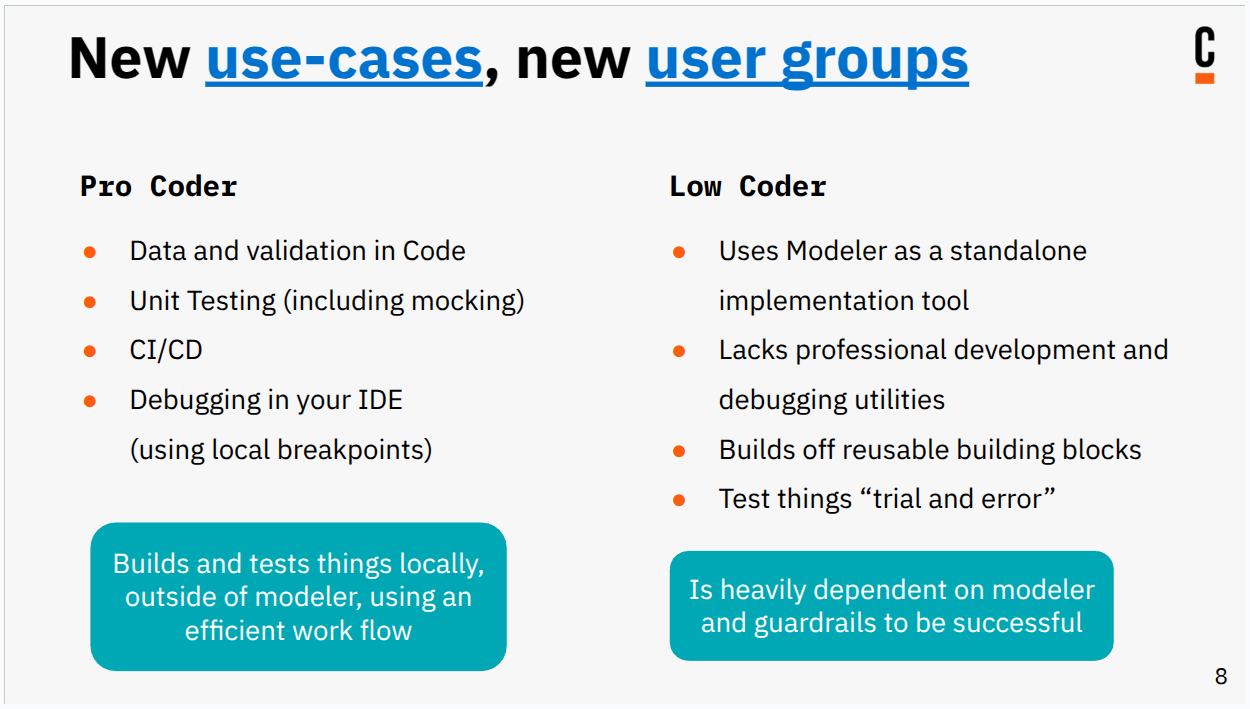 New use-cases, new user groups
C
Pro Coder
● Data and validation in Code
● Unit Testing (including mocking)
● CI/CD
● Debugging in your IDE
(using local breakpoints)
Builds and tests things locally,
outside of modeler, using an
efficient work flow
Low Coder
● Uses Modeler as a standalone
implementation tool
● Lacks professional development and
debugging utilities
● Builds off reusable building blocks
● Test things “trial and error”
Is heavily dependent on modeler
and guardrails to be successful
8